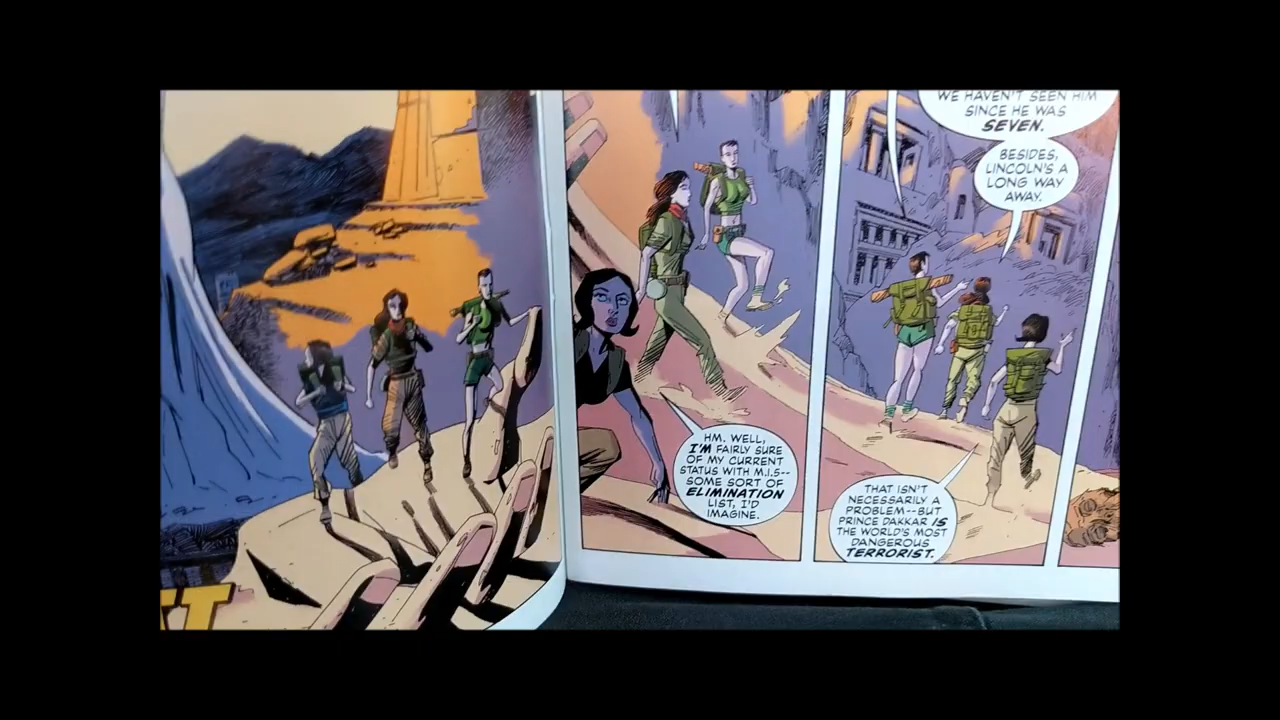 WE HAVEN'T SEEN HIM
SINCE HE WAS
SEVEN.
BESIDES,
LINCOLN'S A
LONG WAY
AWAY.
HM. WELL,
I'M FAIRLY SURE
OF MY CURRENT
STATUS WITH M.I.5--
SOME SORT OF
ELIMINATION
LIST, I'D
IMAGINE.
THAT ISN'T
NECESSARILY A
PROBLEM--BUT
PRINCE DAKKAR IS
THE WORLD'S MOST
DANGEROUS
TERRORIST.